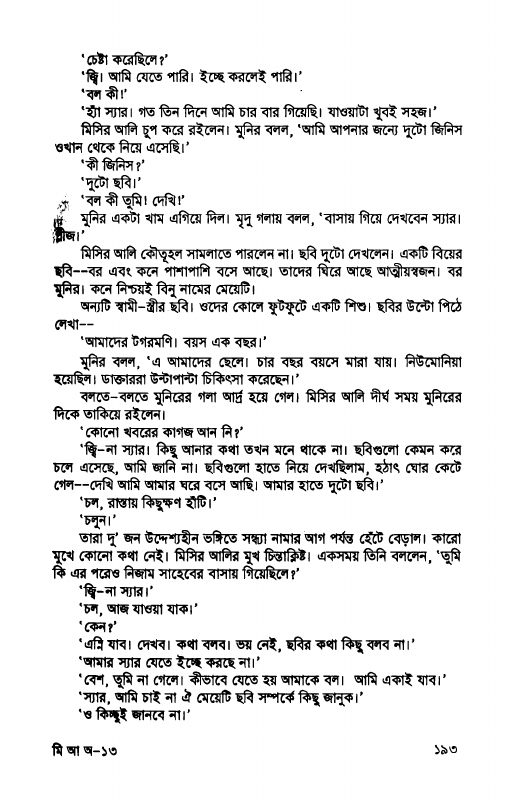 ‘চেষ্টা করেছিলে?’
‘জ্বি। আমি যেতে পারি। ইচ্ছে করলেই পারি।’
‘বল কী!’
‘হ্যাঁ স্যার। গত তিন দিনে আমি চার বার গিয়েছি। যাওয়াটা খুবই সহজ।’
মিসির আলি চুপ করে রইলেন। মুনির বলল, ‘আমি আপনার জন্যে দুটো জিনিস
ওখান থেকে নিয়ে এসেছি।’
‘কী জিনিস?’
‘দুটো ছবি।’
‘বল কী তুমি! দেখি!’
মুনির একটা খাম এগিয়ে দিল। মৃদু গলায় বলল, ‘বাসায় গিয়ে দেখবেন স্যার।
প্লীজ।’
মিসির আলি কৌতূহল সামলাতে পারলেন না। ছবি দুটো দেখলেন। একটি বিয়ের
ছবি--বর এবং কনে পাশাপাশি বসে আছে। তাদের ঘিরে আছে আত্মীয়স্বজন। বর
মুনির। কনে নিশ্চয়ই বিনু নামের মেয়েটি।
অন্যটি স্বামী-স্ত্রীর ছবি। ওদের কোলে ফুটফুটে একটি শিশু। ছবির উল্টো পিঠে
লেখা--
‘আমাদের টগরমণি। বয়স এক বছর।’
মুনির বলল, ‘এ আমাদের ছেলে। চার বছর বয়সে মারা যায়। নিউমোনিয়া
হয়েছিল। ডাক্তাররা উল্টাপাল্টা চিকিৎসা করেছেন।’
বলতে-বলতে মুনিরের গলা আর্দ্র হয়ে গেল। মিসির আলি দীর্ঘ সময় মুনিরের
দিকে তাকিয়ে রইলেন।
‘কোনো খবরের কাগজ আন নি?’
‘জ্বি-না স্যার। কিছু আনার কথা তখন মনে থাকে না। ছবিগুলো কেমন করে
চলে এসেছে, আমি জানি না। ছবিগুলো হাতে নিয়ে দেখছিলাম, হঠাৎ ঘোর কেটে
গেল--দেখি আমি আমার ঘরে বসে আছি। আমার হাতে দুটো ছবি।’
‘চল, রাস্তায় কিছুক্ষণ হাঁটি।’
‘চলুন।’
তারা দু’ জন উদ্দেশ্যহীন ভঙ্গিতে সন্ধ্যা নামার আগ পর্যন্ত হেঁটে বেড়াল। কারো
মুখে কোনো কথা নেই। মিসির আলির মুখ চিন্তাক্লিষ্ট। একসময় তিনি বললেন, ‘তুমি
কি এর পরেও নিজাম সাহেবের বাসায় গিয়েছিলে?’
‘জ্বি-না স্যার।’
‘চল, আজ যাওয়া যাক।’
‘কেন?’
‘এম্নি যাব। দেখব। কথা বলব। ভয় নেই, ছবির কথা কিছু বলব না।’
‘আমার স্যার যেতে ইচ্ছে করছে না।’
‘বেশ, তুমি না গেলে। কীভাবে যেতে হয় আমাকে বল। আমি একাই যাব।’
‘স্যার, আমি চাই না ঐ মেয়েটি ছবি সম্পর্কে কিছু জানুক।’
‘ও কিচ্ছুই জানবে না।’
মি আ অ-১৩ ১৯৩